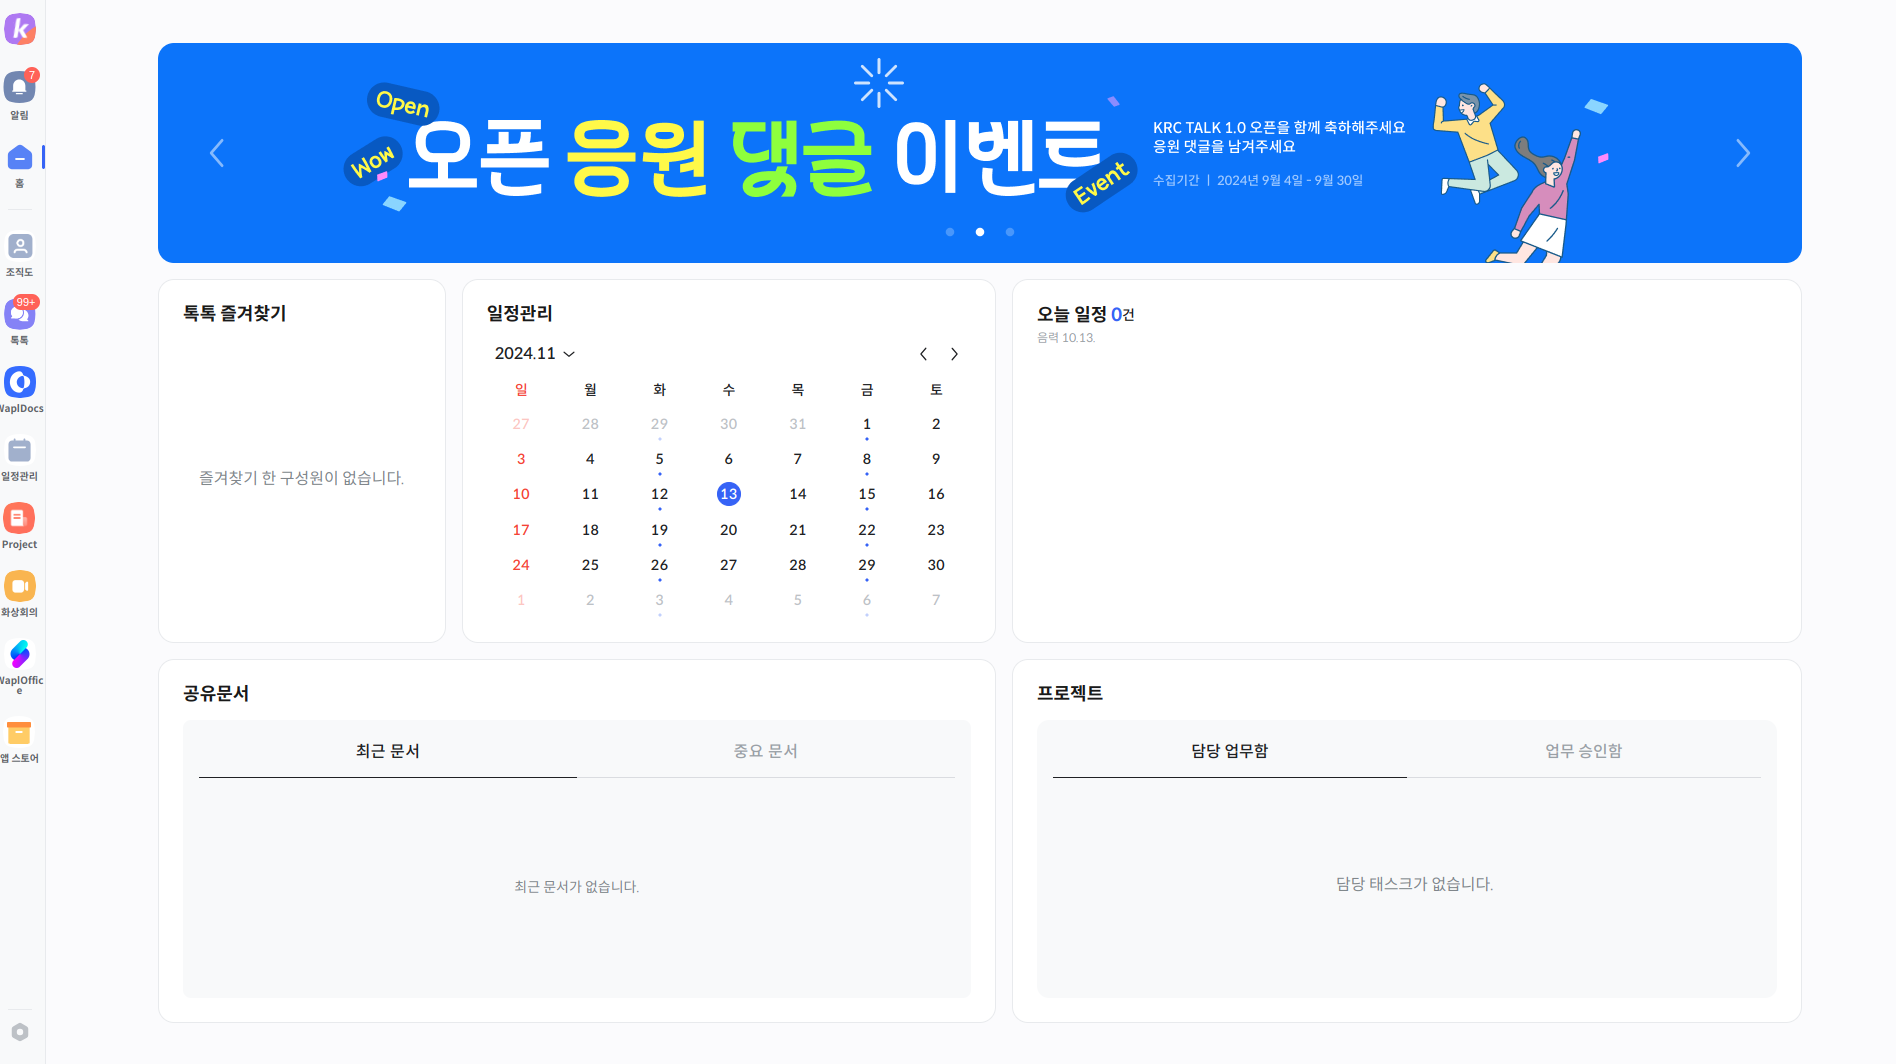 k
7
알림
홈
조직도
99+
톡톡
WaplDocs
일정관리
Project
화상회의
WaplOffic
e
앱 스토어
Open
Wow
오픈 응원 댓글 이벤트
Event
KRC TALK 1.0 오픈을 함께 축하해주세요
응원 댓글을 남겨주세요
수집기간 ㅣ 2024년 9월 4일 - 9월 30일
톡톡 즐겨찾기
즐겨찾기 한 구성원이 없습니다.
일정관리
2024.11
일 월 화 수 목 금 토
27 28 29 30 31 1 2
3 4 5 6 7 8 9
10 11 12 13 14 15 16
17 18 19 20 21 22 23
24 25 26 27 28 29 30
1 2 3 4 5 6 7
오늘 일정 0건
음력 10.13.
공유문서
최근 문서 중요 문서
최근 문서가 없습니다.
프로젝트
담당 업무함 업무 승인함
담당 태스크가 없습니다.